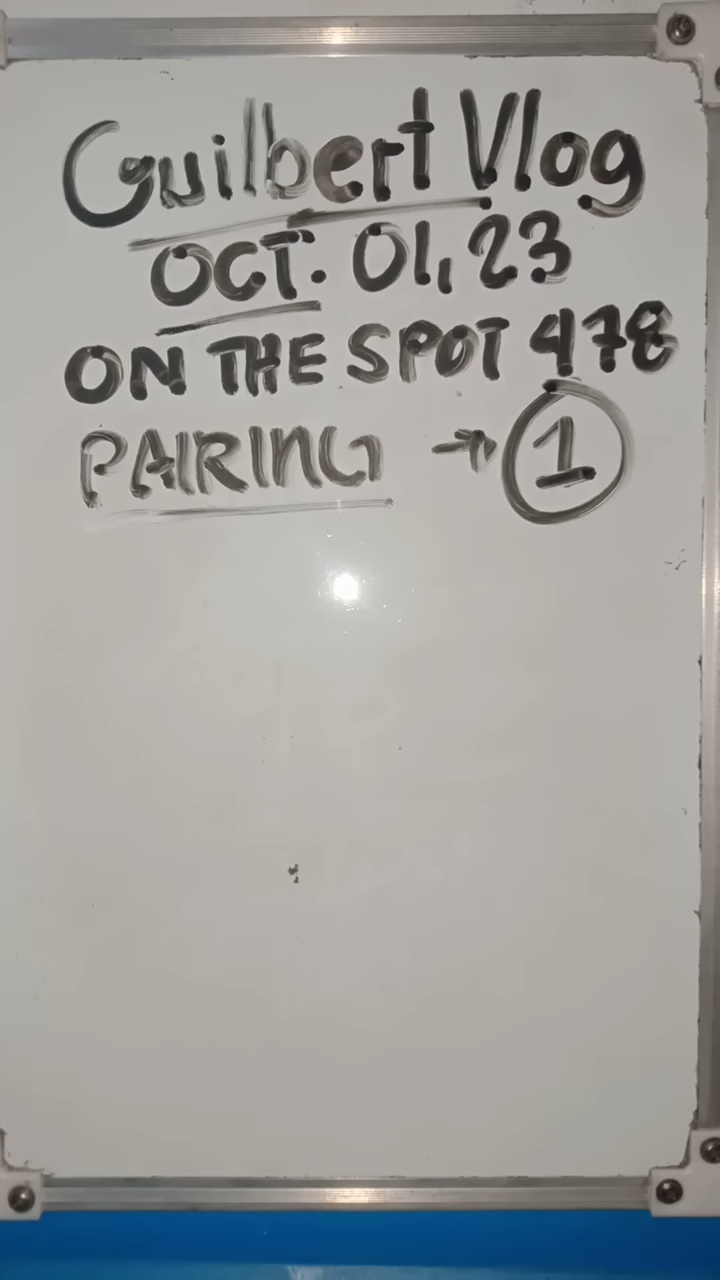 Guilbert Vlog
OCT. 01, 23
ON THE SPOT 478
PAIRING → 1